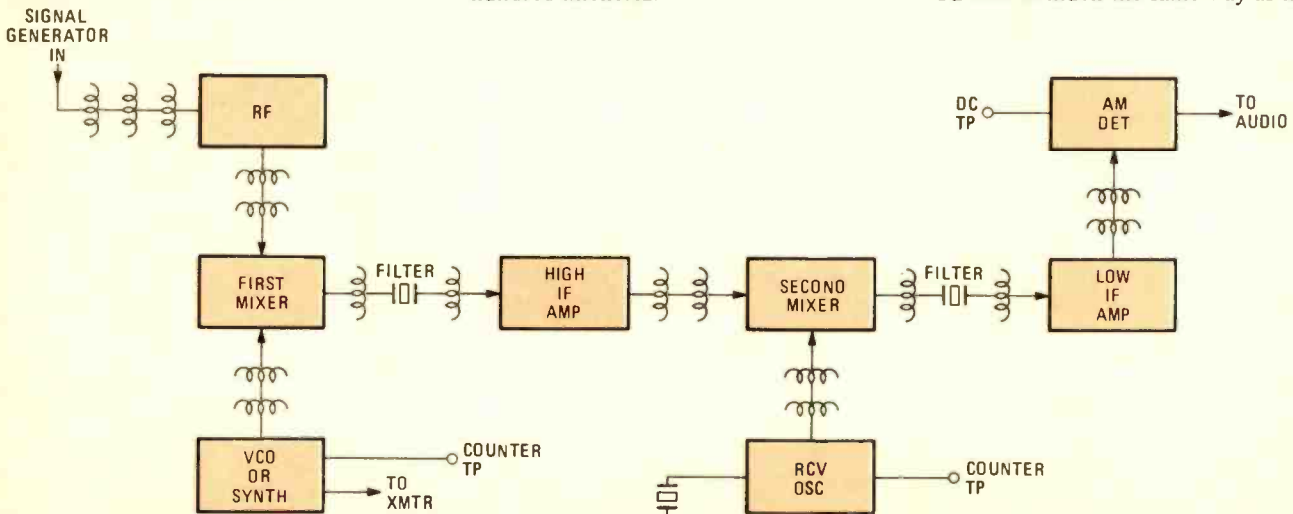 SIGNAL
GENERATOR
IN
RF
DC
TP
AM
DET
TO
AUDIO
FIRST
MIXER
FILTER
HIGH
IF
AMP
SECONO
MIXER
FILTER
LOW
IF
AMP
VCO
OR
SYNTH
COUNTER
TP
TO
XMTR
RCV
OSC
COUNTER
TP